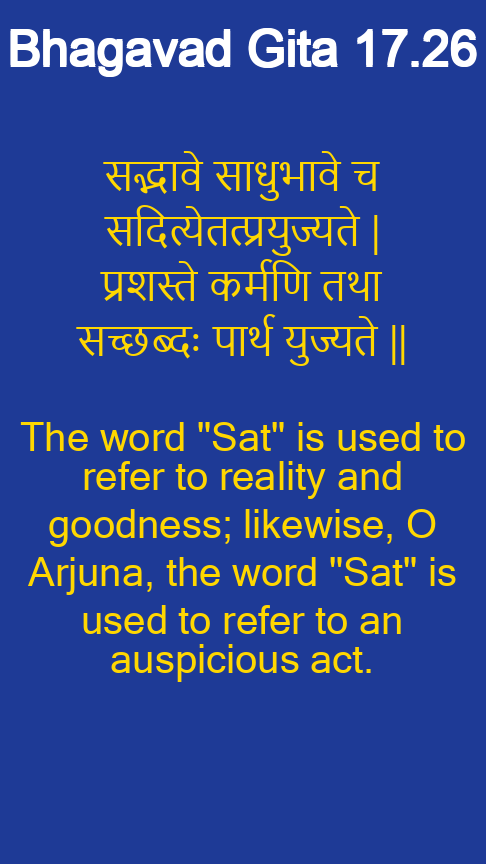 Bhagavad Gita 17.26
सद्भावे साधुभावे च
सदित्येतत्प्रयुज्यते |
प्रशस्ते कर्मणि तथा
सच्छब्दः पार्थ युज्यते ||
The word "Sat" is used to
refer to reality and
goodness; likewise, O
Arjuna, the word "Sat" is
used to refer to an
auspicious act.